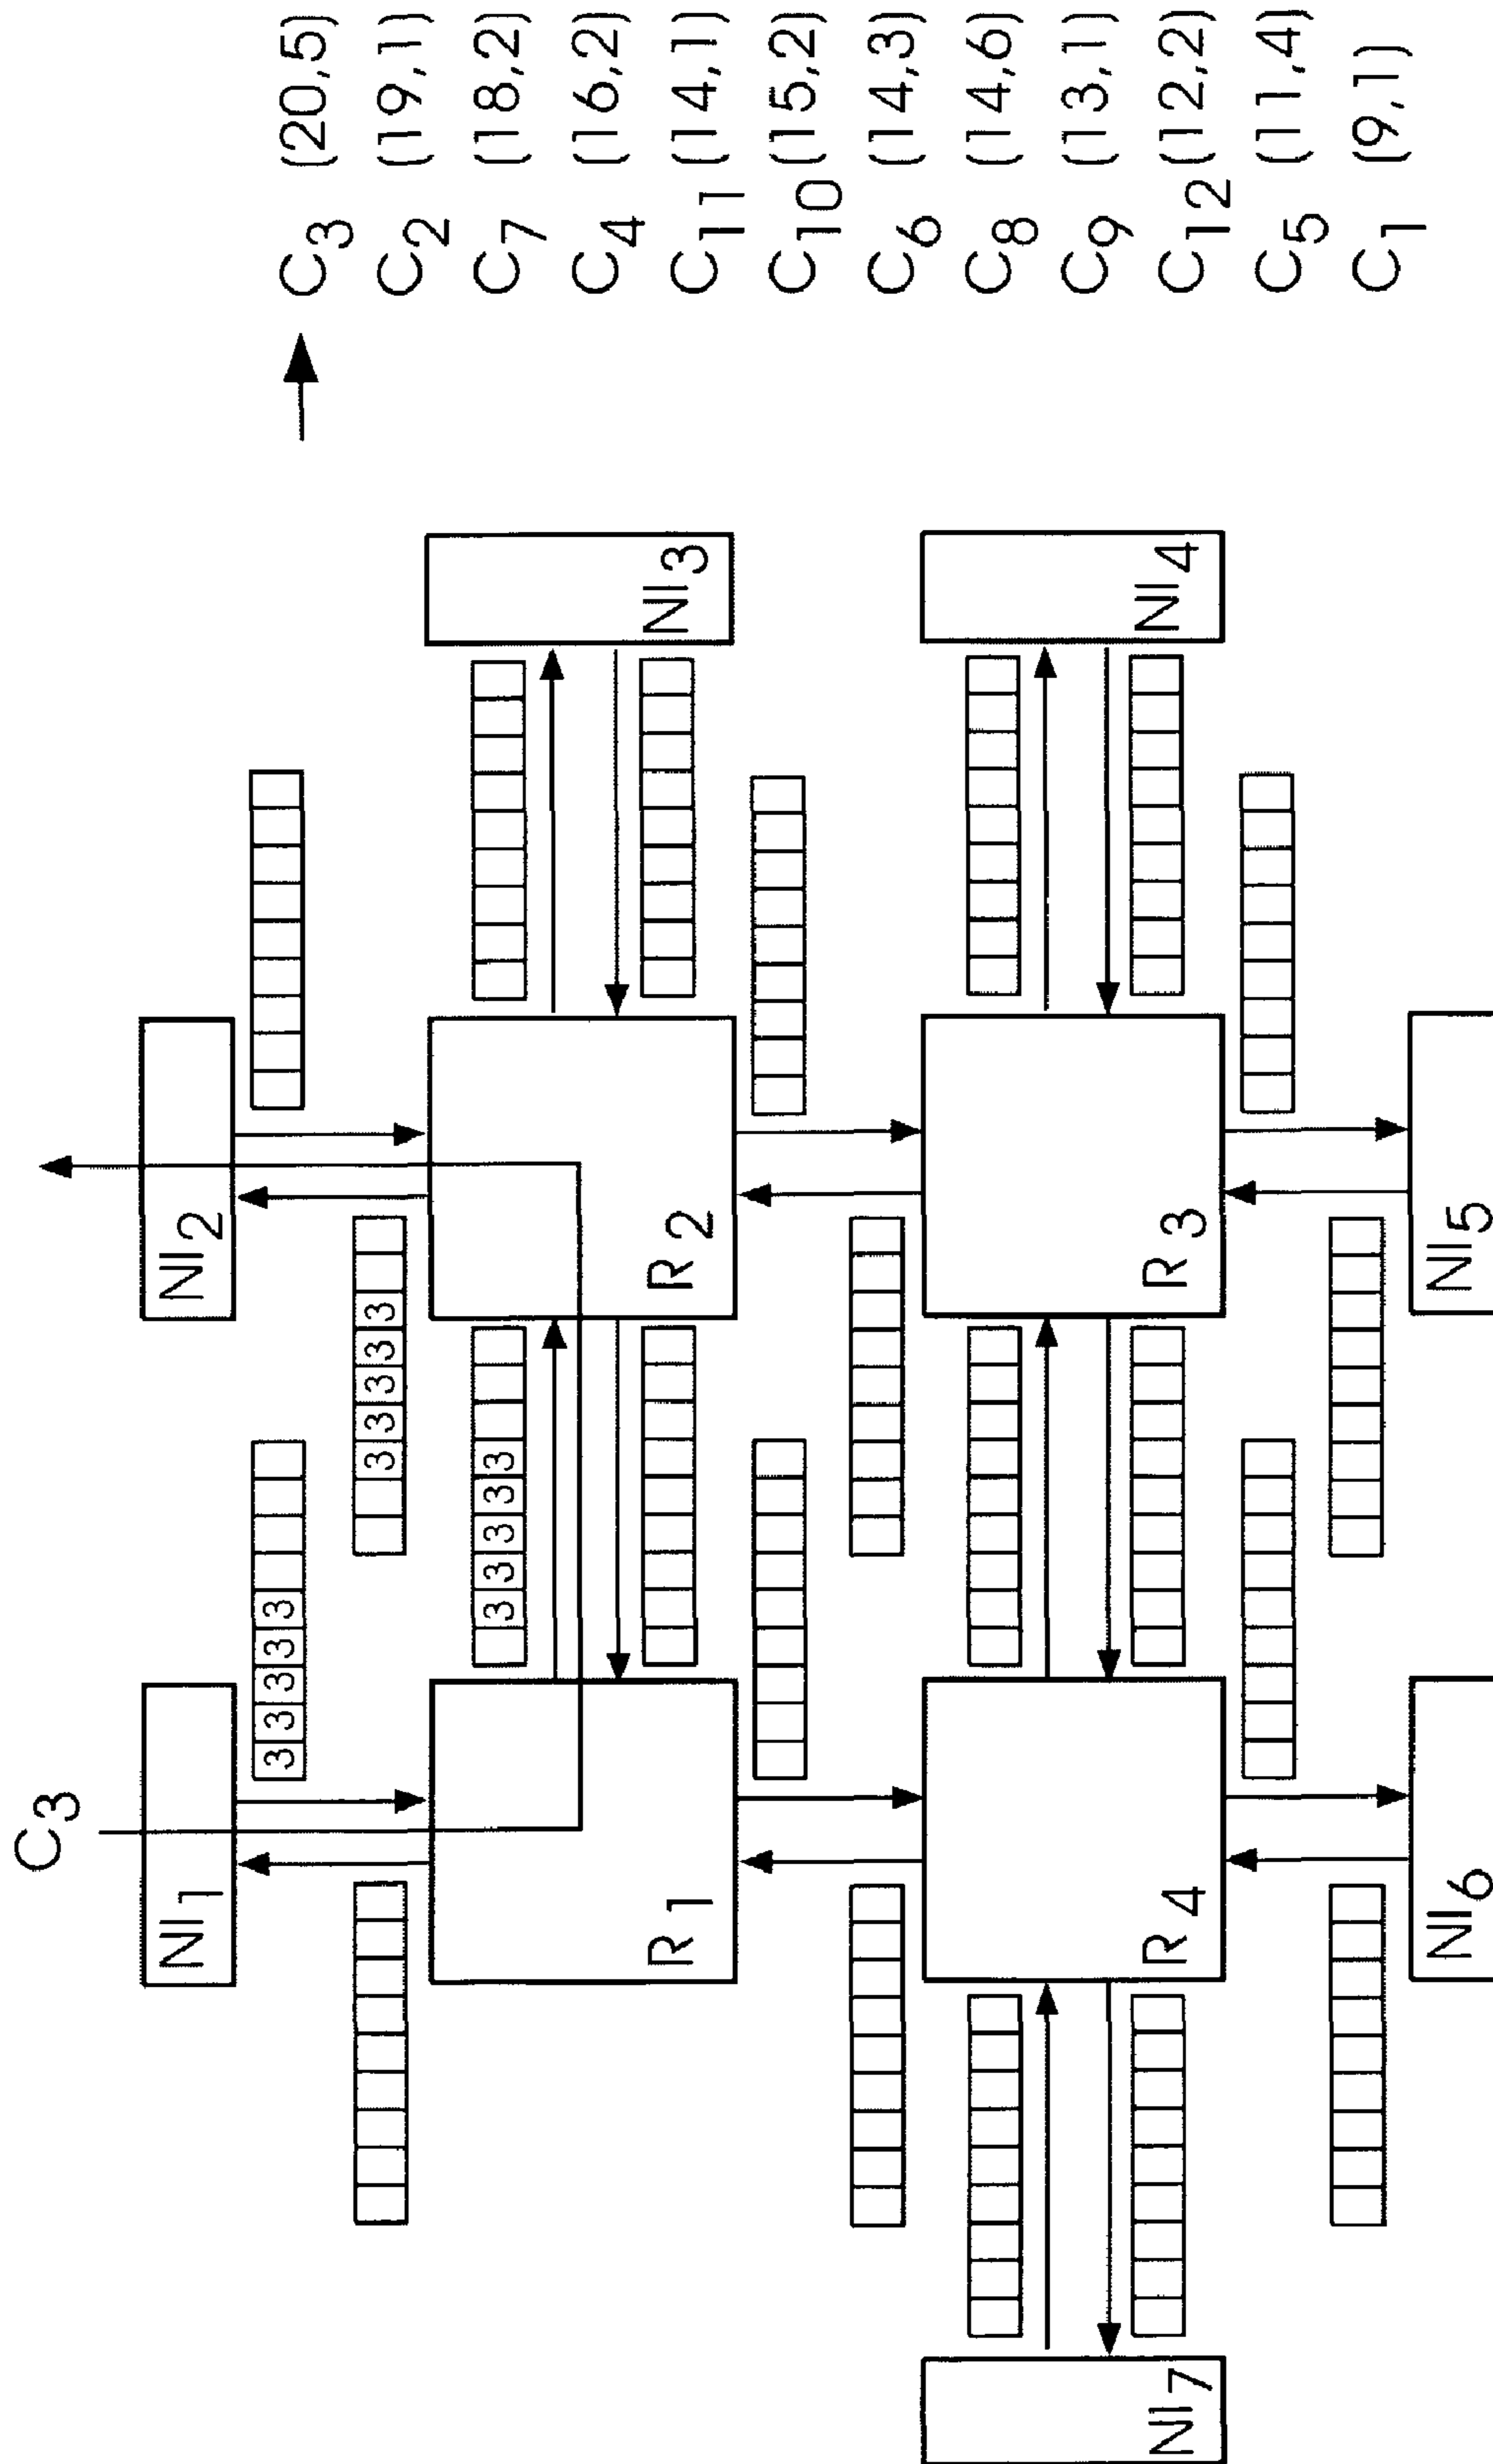 C3
NI1
NI2
3 3 3 3 3
3 3 3 3 3
3 3 3 3 3
R1
R2
NI3
NI7
R4
R3
NI4
NI6
NI5
C3 (20,5)
C2 (19,1)
C7 (18,2)
C4 (16,2)
C11 (14,1)
C10 (15,2)
C6 (14,3)
C8 (14,6)
C9 (13,1)
C12 (12,2)
C5 (11,4)
C1 (9,1)